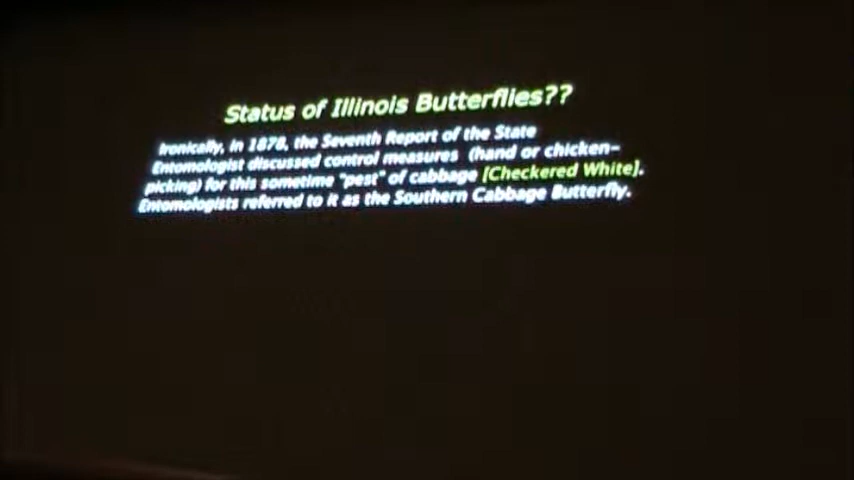 Status of Illinois Butterflies??
Ironically, in 1878, the Seventh Report of the State
Entomologist discussed control measures (hand or chicken-
picking) for this sometime "pest" of cabbage [Checkered White].
Entomologists referred to it as the Southern Cabbage Butterfly.